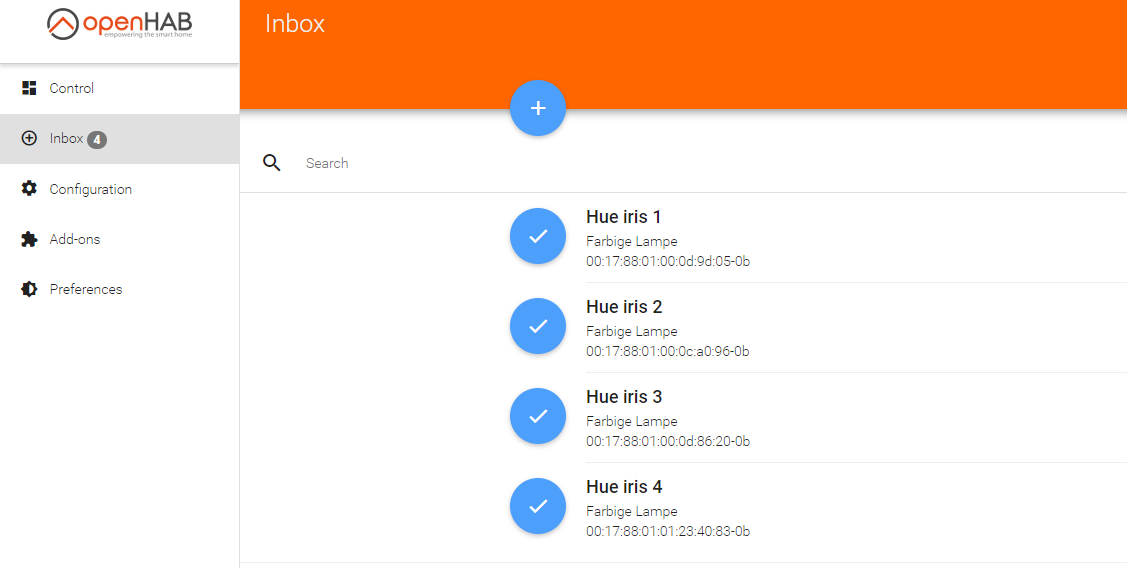 openHAB
empowering the smart home
Inbox
Control
Inbox 4
Configuration
Add-ons
Preferences
Search
Hue iris 1
Farbige Lampe
00:17:88:01:00:0d:9d:05-0b
Hue iris 2
Farbige Lampe
00:17:88:01:00:0c:a0:96-0b
Hue iris 3
Farbige Lampe
00:17:88:01:00:0d:86:20-0b
Hue iris 4
Farbige Lampe
00:17:88:01:01:23:40:83-0b